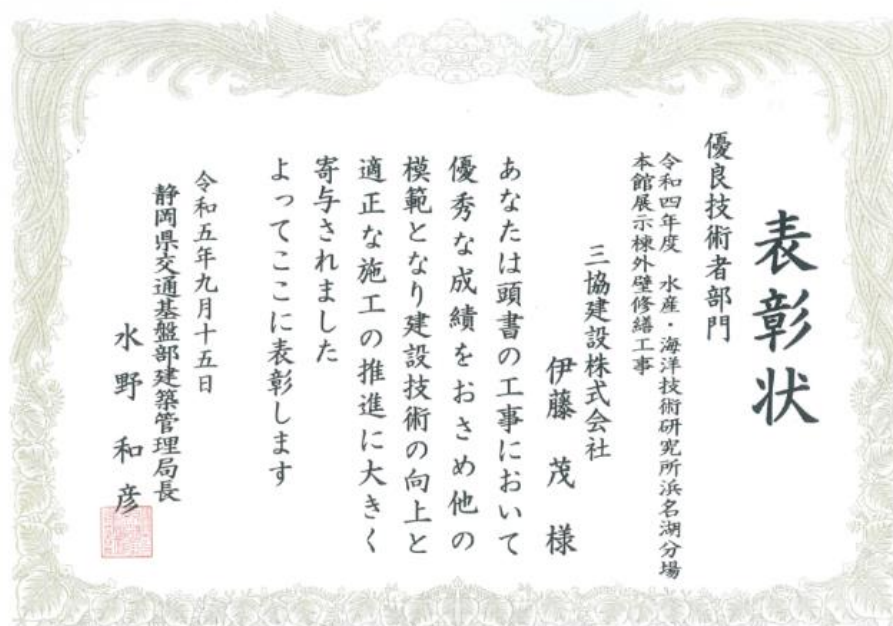 表彰状
優良技術者部門
令和四年度 水産・海洋技術研究所浜名湖分場
本館展示棟外壁修繕工事
三協建設株式会社
伊藤 茂 様
あなたは頭書の工事において
優秀な成績をおさめ他の
模範となり建設技術の向上と
適正な施工の推進に大きく
寄与されました
よってここに表彰します
令和五年九月十五日
静岡県交通基盤部建築管理局長
水野 和彦